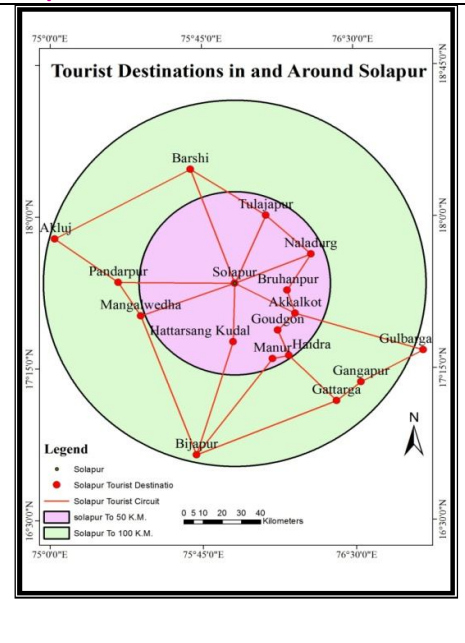 75°0'0"E 75°45'0"E 76°30'0"E
Tourist Destinations in and Around Solapur
18°45'0"N
Barshi
Tulajapur
18°0'0"N 18°0'0"N
Akluj
Naladurg
Pandarpur
Solapur
Bruhanpur
Mangalwedha
Akkalkot
Goudgon
Hattarsang Kudal
Gulbarga
Manur
Haidra
17°15'0"N 17°15'0"N
Gangapur
Gattarga
N
Bijapur
Legend
Solapur
Solapur Tourist Destinatio
Solapur Tourist Circuit
solapur To 50 K.M.
Solapur To 100 K.M.
0 5 10 20 30 40
Kilometers
16°30'0"N 16°30'0"N
75°0'0"E 75°45'0"E 76°30'0"E